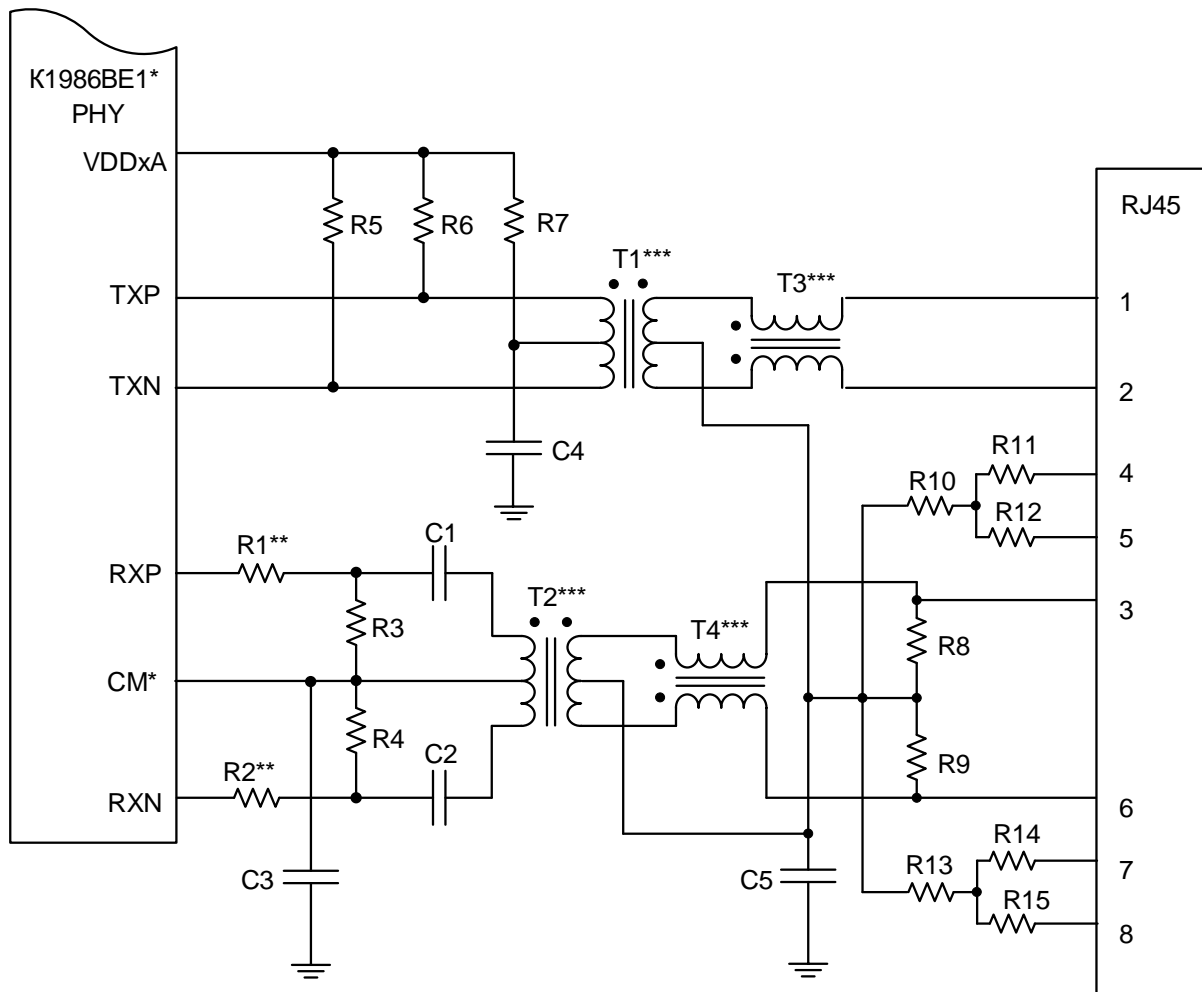 К1986ВЕ1*
PHY
VDDxA
RJ45
R5
R6
R7
T1***
T3***
TXP
1
TXN
2
C4
R11
4
R10
R12
5
R1**
C1
RXP
T2***
3
R3
T4***
R8
CM*
R4
C2
R9
R2**
RXN
6
R14
7
C3
C5
R13
R15
8